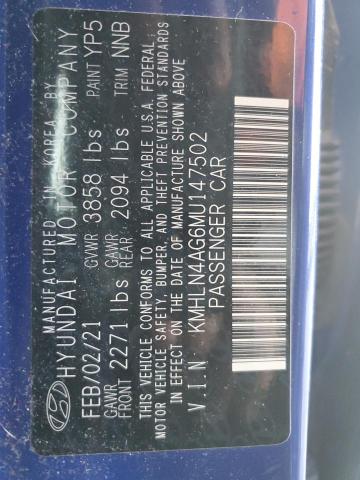 MANUFACTURED IN KOREA BY
HYUNDAI MOTOR COMPANY
FEB/02/21 GVWR 3858 lbs PAINT YP5
GAWR FRONT 2271 lbs GAWR REAR 2094 lbs TRIM NNB
THIS VEHICLE CONFORMS TO ALL APPLICABLE U.S.A. FEDERAL
MOTOR VEHICLE SAFETY, BUMPER, AND THEFT PREVENTION STANDARDS
IN EFFECT ON THE DATE OF MANUFACTURE SHOWN ABOVE
V.I.N KMHLN4AG6MU147502
PASSENGER CAR